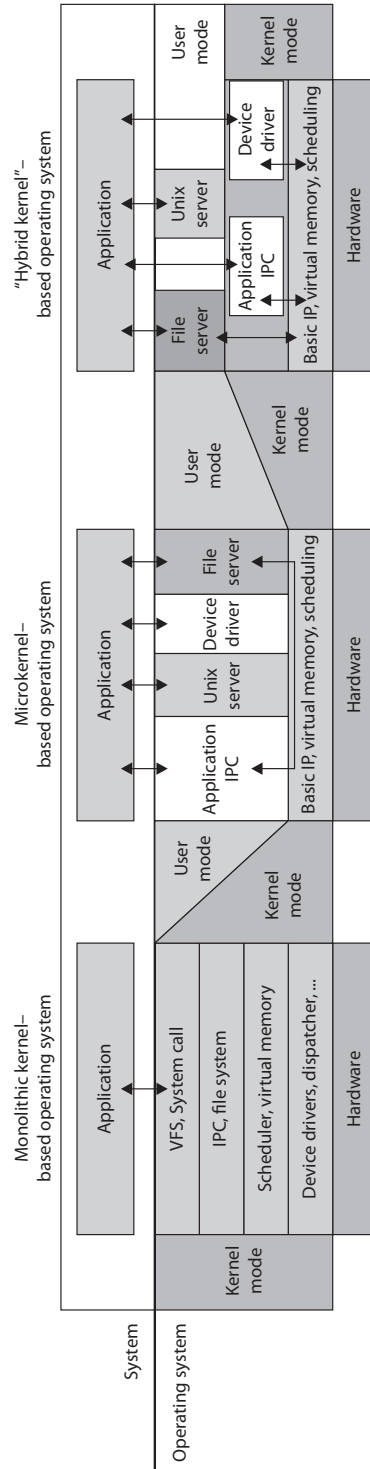 Monolithic kernel–
based operating system
Microkernel–
based operating system
"Hybrid kernel"–
based operating system
System
Operating system
Application
Kernel
mode
VFS, System call
IPC, file system
Scheduler, virtual memory
Device drivers, dispatcher, ...
Hardware
User
mode
Kernel
mode
Application
Application
IPC
Unix
server
Device
driver
File
server
Basic IP, virtual memory, scheduling
Hardware
User
mode
Kernel
mode
Application
File
server
Unix
server
Application
IPC
Device
driver
Basic IP, virtual memory, scheduling
Hardware
User
mode
Kernel
mode